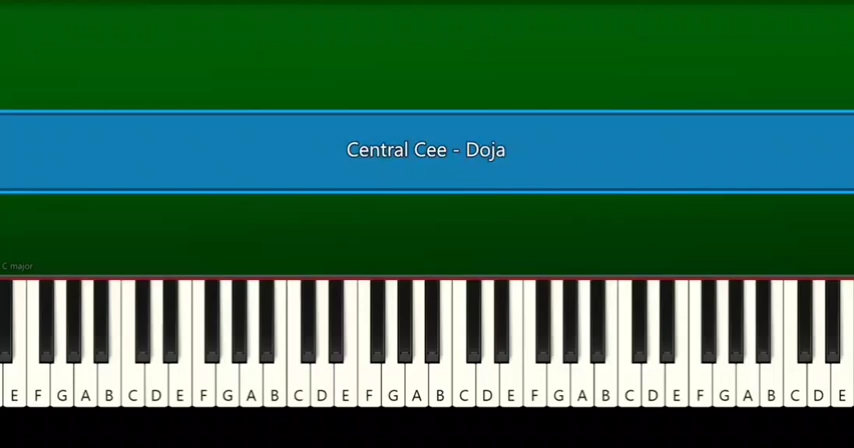 Central Cee - Doja
C major
E F G A B C D E F G A B C D E F G A B C D E F G A B C D E F G A B C D E